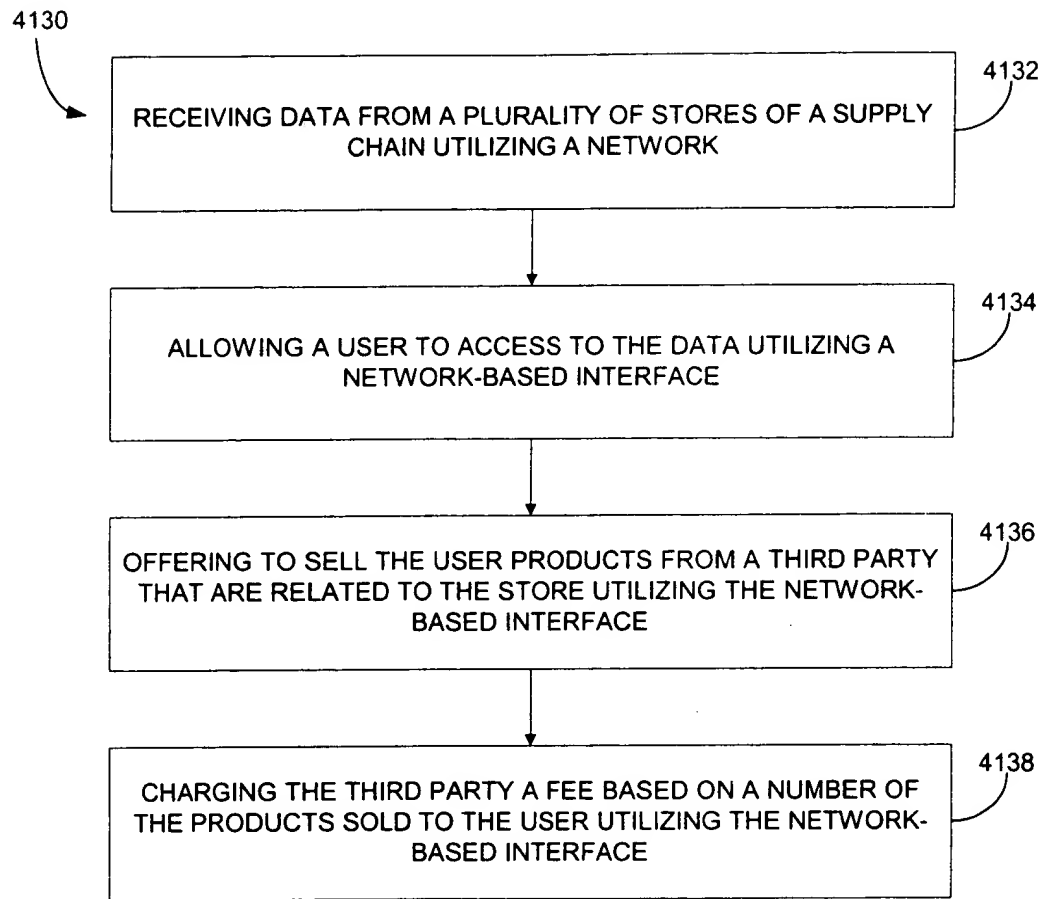 4130
4132
RECEIVING DATA FROM A PLURALITY OF STORES OF A SUPPLY
CHAIN UTILIZING A NETWORK
4134
ALLOWING A USER TO ACCESS TO THE DATA UTILIZING A
NETWORK-BASED INTERFACE
4136
OFFERING TO SELL THE USER PRODUCTS FROM A THIRD PARTY
THAT ARE RELATED TO THE STORE UTILIZING THE NETWORK-
BASED INTERFACE
4138
CHARGING THE THIRD PARTY A FEE BASED ON A NUMBER OF
THE PRODUCTS SOLD TO THE USER UTILIZING THE NETWORK-
BASED INTERFACE